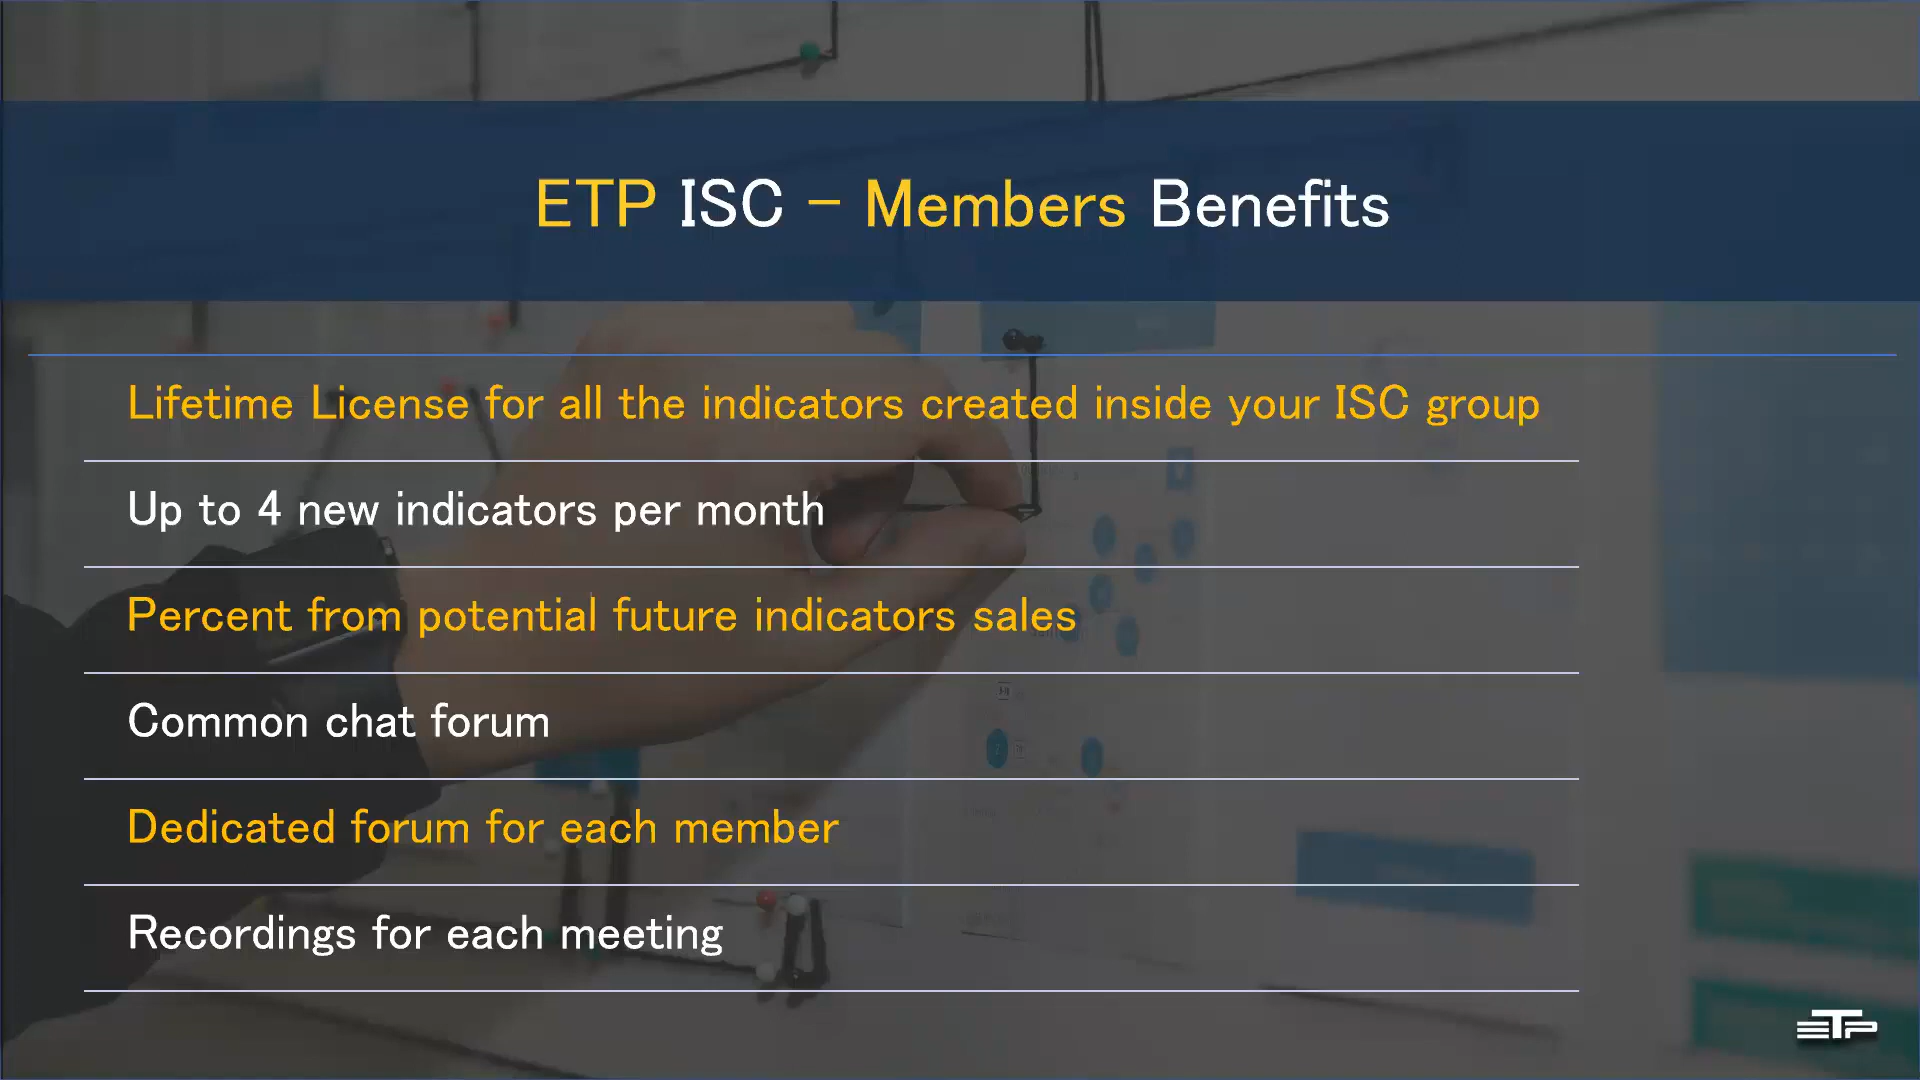 ETP ISC – Members Benefits
Lifetime License for all the indicators created inside your ISC group
Up to 4 new indicators per month
Percent from potential future indicators sales
Common chat forum
Dedicated forum for each member
Recordings for each meeting
ETP